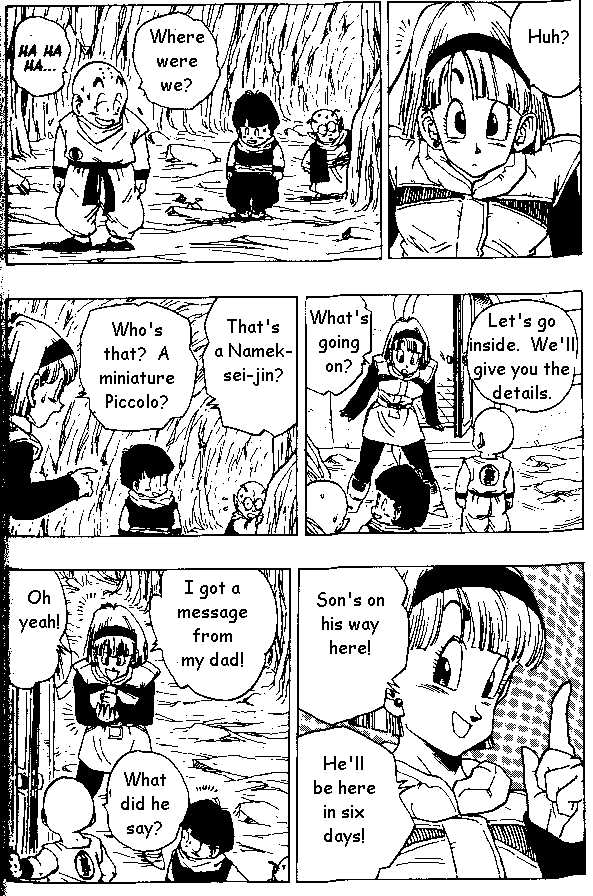 HA HA
HA...
Where
were
we?
Huh?
Who's
that? A
miniature
Piccolo?
That's
a Namek-
sei-jin?
What's
going
on?
Let's go
inside. We'll
give you the
details.
Oh
yeah!
I got a
message
from
my dad!
What
did he
say?
Son's on
his way
here!
He'll
be here
in six
days!